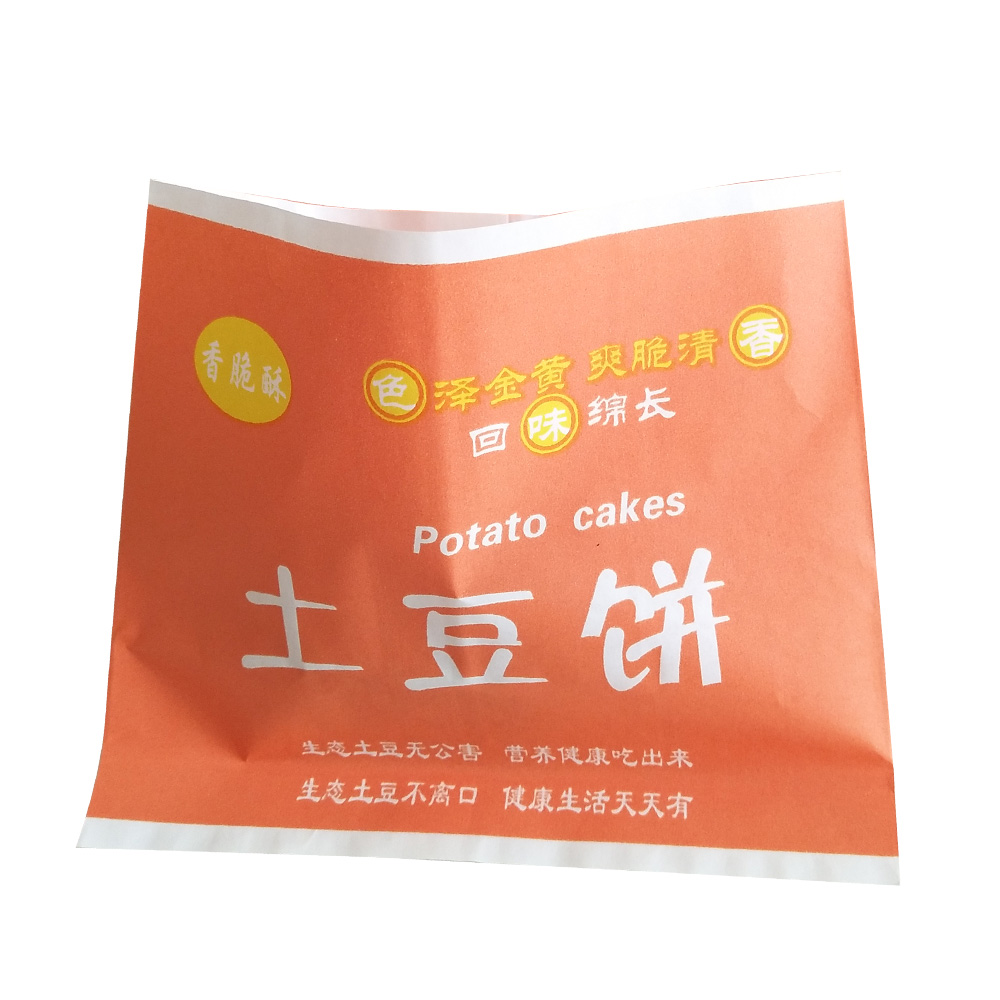 香脆酥
色泽金黄 爽脆清香
回味绵长
Potato cakes
土豆饼
生态土豆无公害 营养健康吃出来
生态土豆不离口 健康生活天天有